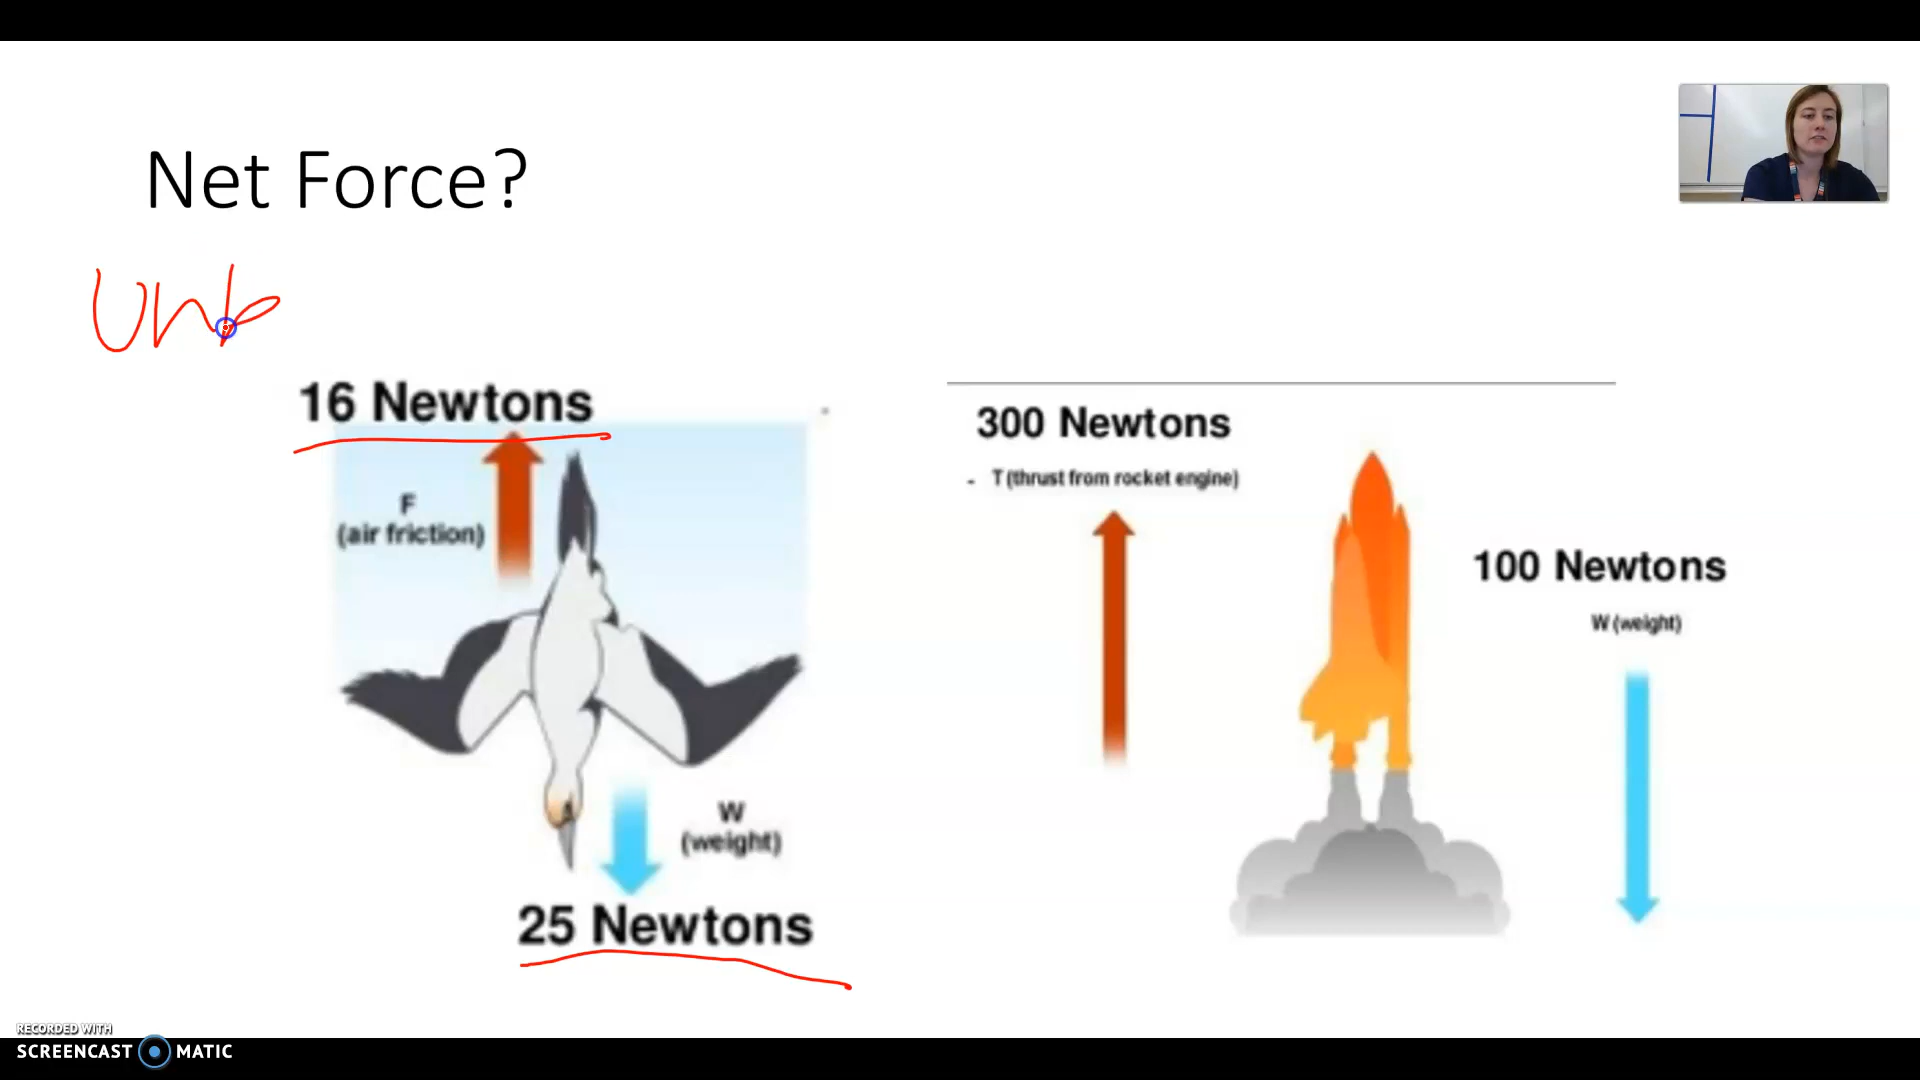 Net Force?
Unb
16 Newtons
F
(air friction)
W
(weight)
25 Newtons
300 Newtons
- T (thrust from rocket engine)
100 Newtons
W (weight)
RECORDED WITH
SCREENCAST MATIC